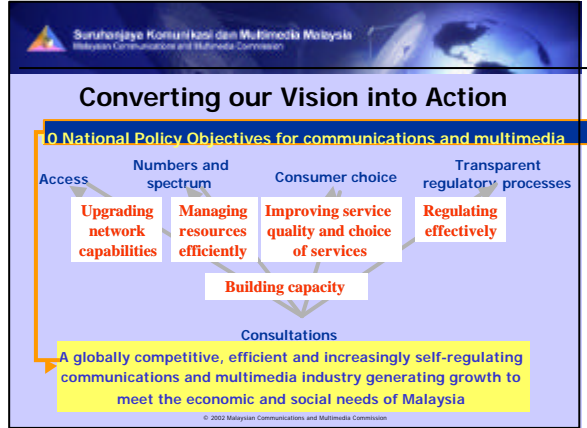 Suruhanjaya Komunikasi dan Multimedia Malaysia
Malaysian Communications and Multimedia Commission
Converting our Vision into Action
0 National Policy Objectives for communications and multimedia
Access
Numbers and
spectrum
Consumer choice
Transparent
regulatory processes
Upgrading
network
capabilities
Managing
resources
efficiently
Improving service
quality and choice
of services
Regulating
effectively
Building capacity
Consultations
A globally competitive, efficient and increasingly self-regulating
communications and multimedia industry generating growth to
meet the economic and social needs of Malaysia
© 2002 Malaysian Communications and Multimedia Commission